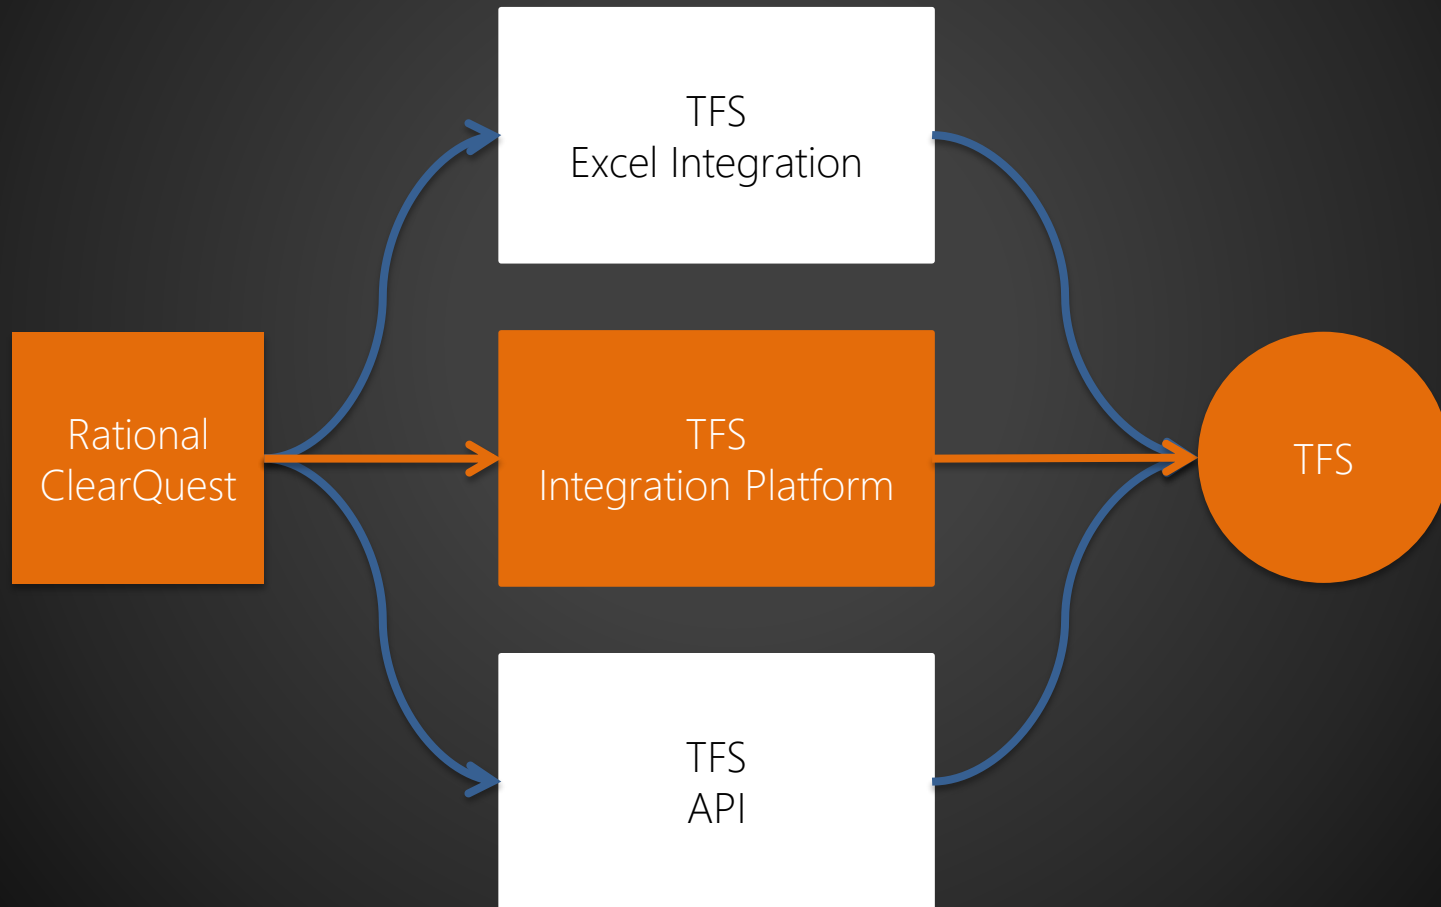 TFS
Excel Integration
Rational
ClearQuest
TFS
Integration Platform
TFS
TFS
API